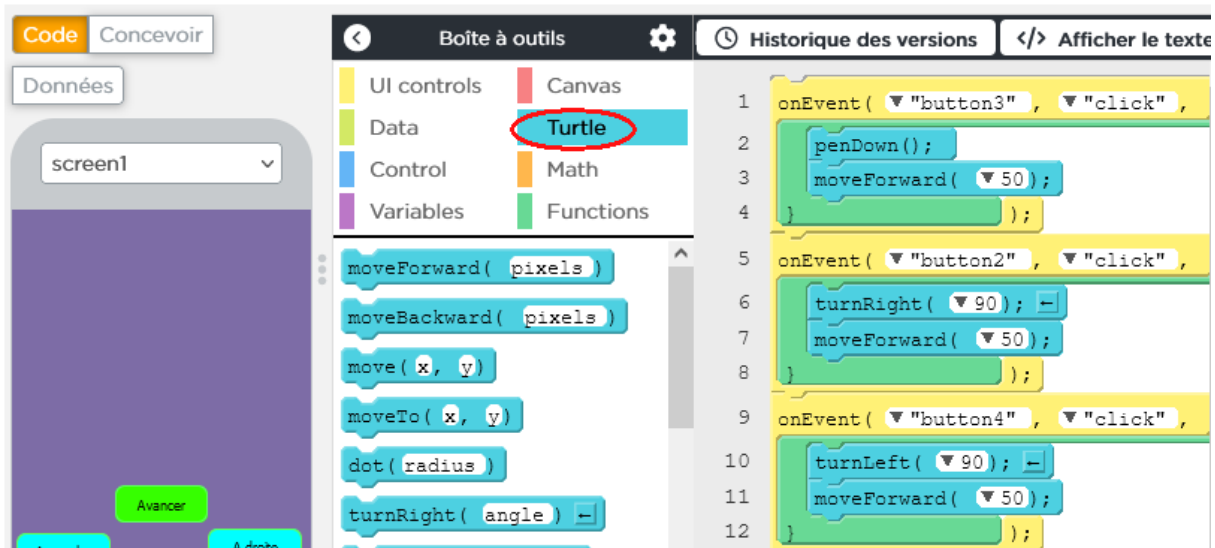 Code Concevoir
Données
screen1
Avancer
A droite
Boîte à outils
UI controls Canvas
Data Turtle
Control Math
Variables Functions
moveForward( pixels )
moveBackward( pixels )
move( x, y)
moveTo( x, y)
dot( radius )
turnRight( angle )
Historique des versions </> Afficher le texte
1 onEvent( ▼"button3" , ▼"click" ,
2 penDown();
3 moveForward( ▼50);
4 } );
5 onEvent( ▼"button2" , ▼"click" ,
6 turnRight( ▼90); ←
7 moveForward( ▼50);
8 } );
9 onEvent( ▼"button4" , ▼"click" ,
10 turnLeft( ▼90); ←
11 moveForward( ▼50);
12 } );